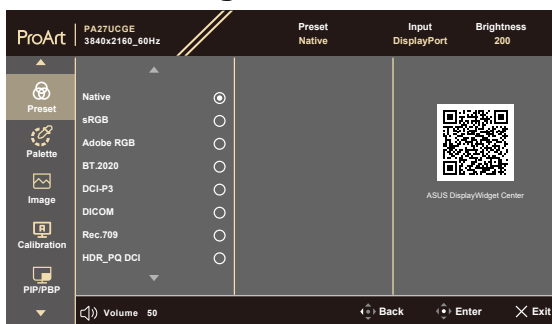 ProArt
PA27UCGE
3840x2160_60Hz
Preset
Native
Input
DisplayPort
Brightness
200
Preset
Palette
Image
Calibration
PIP/PBP
Native
sRGB
Adobe RGB
BT.2020
DCI-P3
DICOM
Rec.709
HDR_PQ DCI
ASUS DisplayWidget Center
Volume 50
Back
Enter
Exit